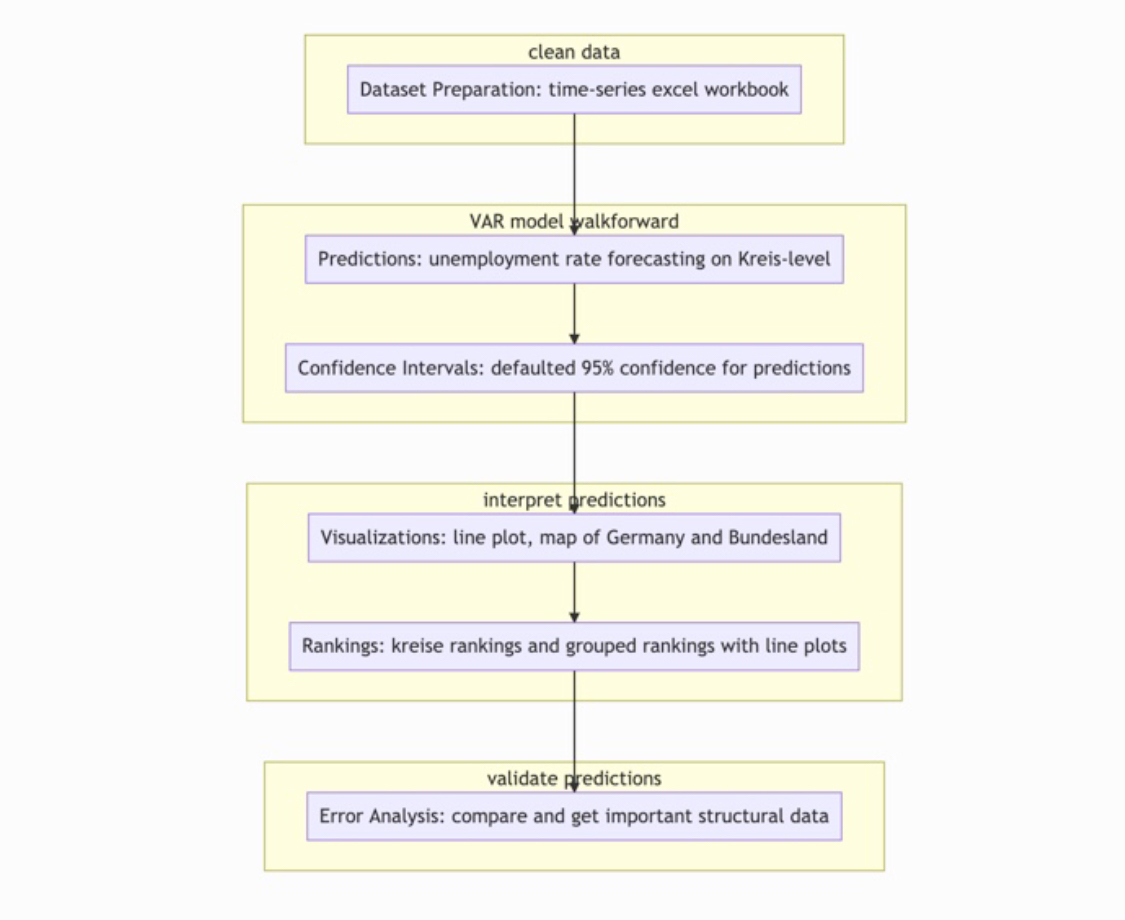 clean data
Dataset Preparation: time-series excel workbook
VAR model walkforward
Predictions: unemployment rate forecasting on Kreis-level
Confidence Intervals: defaulted 95% confidence for predictions
interpret predictions
Visualizations: line plot, map of Germany and Bundesland
Rankings: kreise rankings and grouped rankings with line plots
validate predictions
Error Analysis: compare and get important structural data